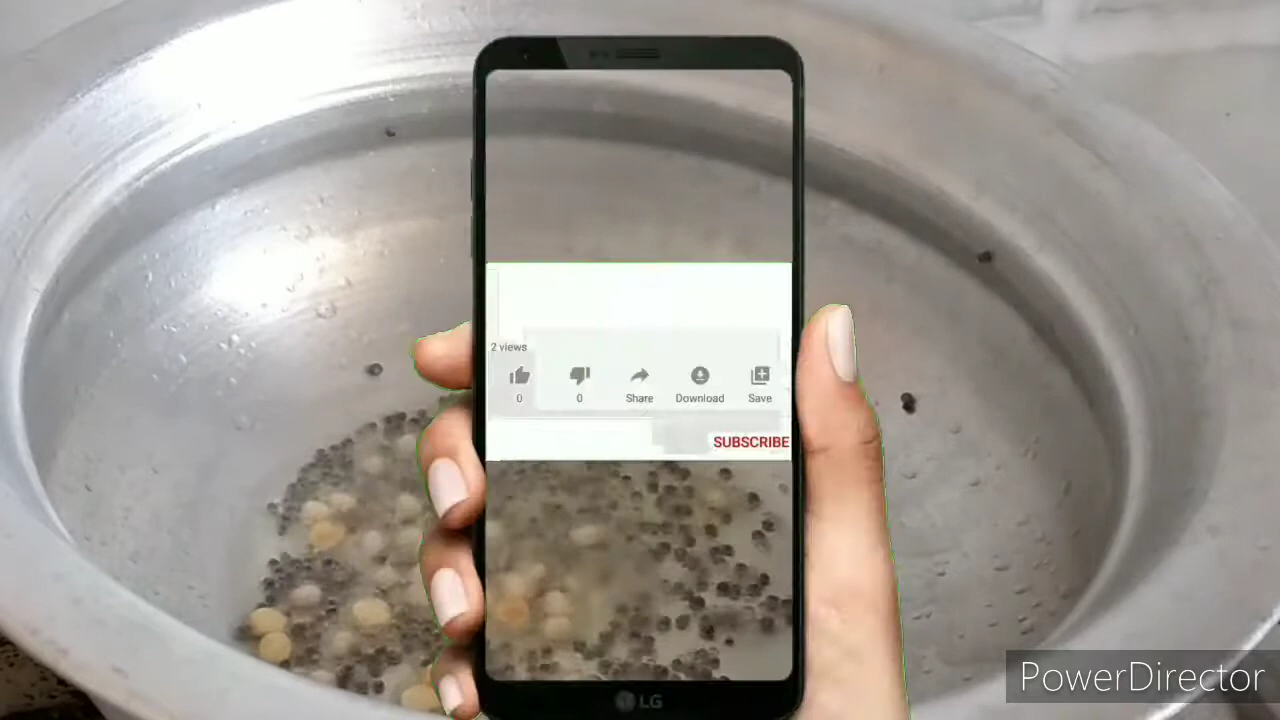 2 views
0
0
Share
Download
Save
SUBSCRIBE
LG
PowerDirector